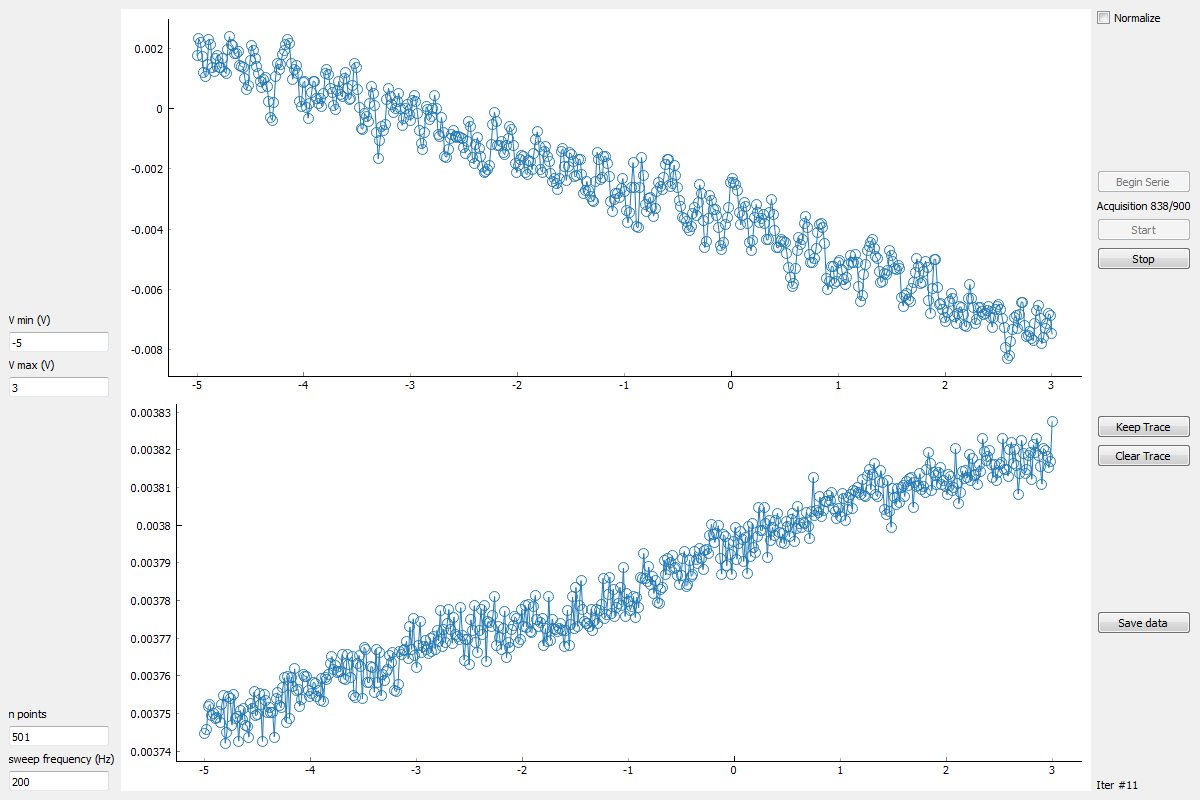 Normalize
0.002
0
-0.002
-0.004
-0.006
-0.008
-5
-4
-3
-2
-1
0
1
2
3
Begin Serie
Acquisition 838/900
Start
Stop
V min (V)
-5
V max (V)
3
0.00383
0.00382
0.00381
0.0038
0.00379
0.00378
0.00377
0.00376
0.00375
0.00374
-5
-4
-3
-2
-1
0
1
2
3
Keep Trace
Clear Trace
Save data
n points
501
sweep frequency (Hz)
200
Iter #11